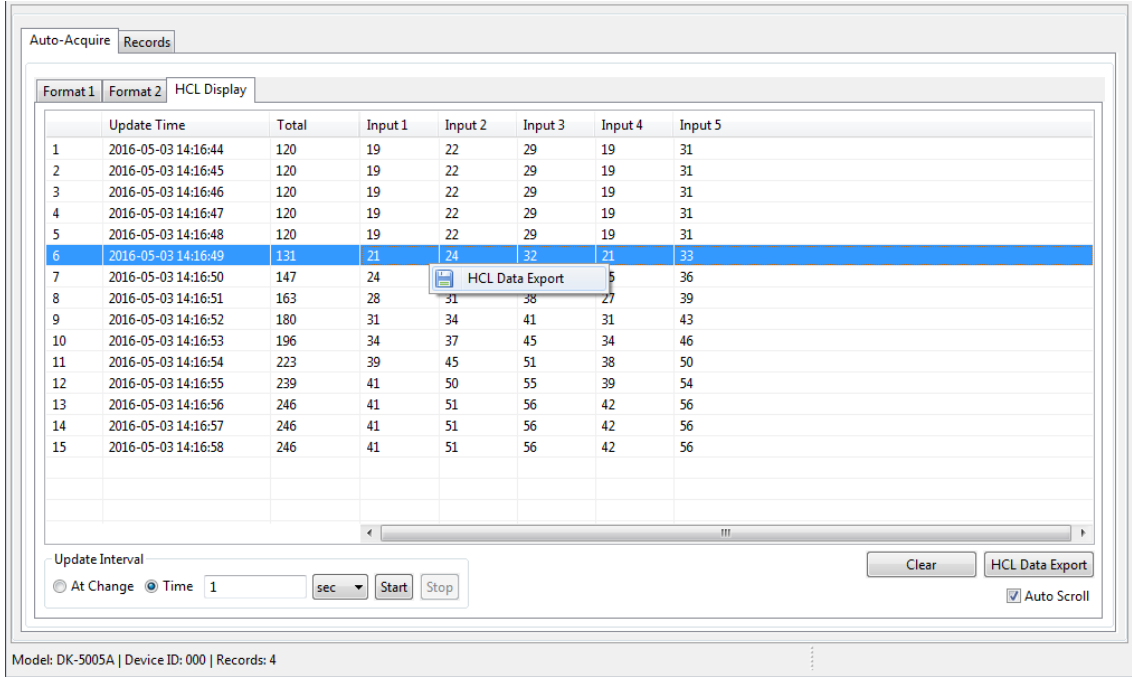 Auto-Acquire Records
Format 1 Format 2 HCL Display
Update Time Total Input 1 Input 2 Input 3 Input 4 Input 5
1 2016-05-03 14:16:44 120 19 22 29 19 31
2 2016-05-03 14:16:45 120 19 22 29 19 31
3 2016-05-03 14:16:46 120 19 22 29 19 31
4 2016-05-03 14:16:47 120 19 22 29 19 31
5 2016-05-03 14:16:48 120 19 22 29 19 31
6 2016-05-03 14:16:49 131 21 24 32 21 33
7 2016-05-03 14:16:50 147 24 36
HCL Data Export
8 2016-05-03 14:16:51 163 28 31 38 27 39
9 2016-05-03 14:16:52 180 31 34 41 31 43
10 2016-05-03 14:16:53 196 34 37 45 34 46
11 2016-05-03 14:16:54 223 39 45 51 38 50
12 2016-05-03 14:16:55 239 41 50 55 39 54
13 2016-05-03 14:16:56 246 41 51 56 42 56
14 2016-05-03 14:16:57 246 41 51 56 42 56
15 2016-05-03 14:16:58 246 41 51 56 42 56
Update Interval
At Change Time 1 sec Start Stop
Clear HCL Data Export
Auto Scroll
Model: DK-5005A | Device ID: 000 | Records: 4